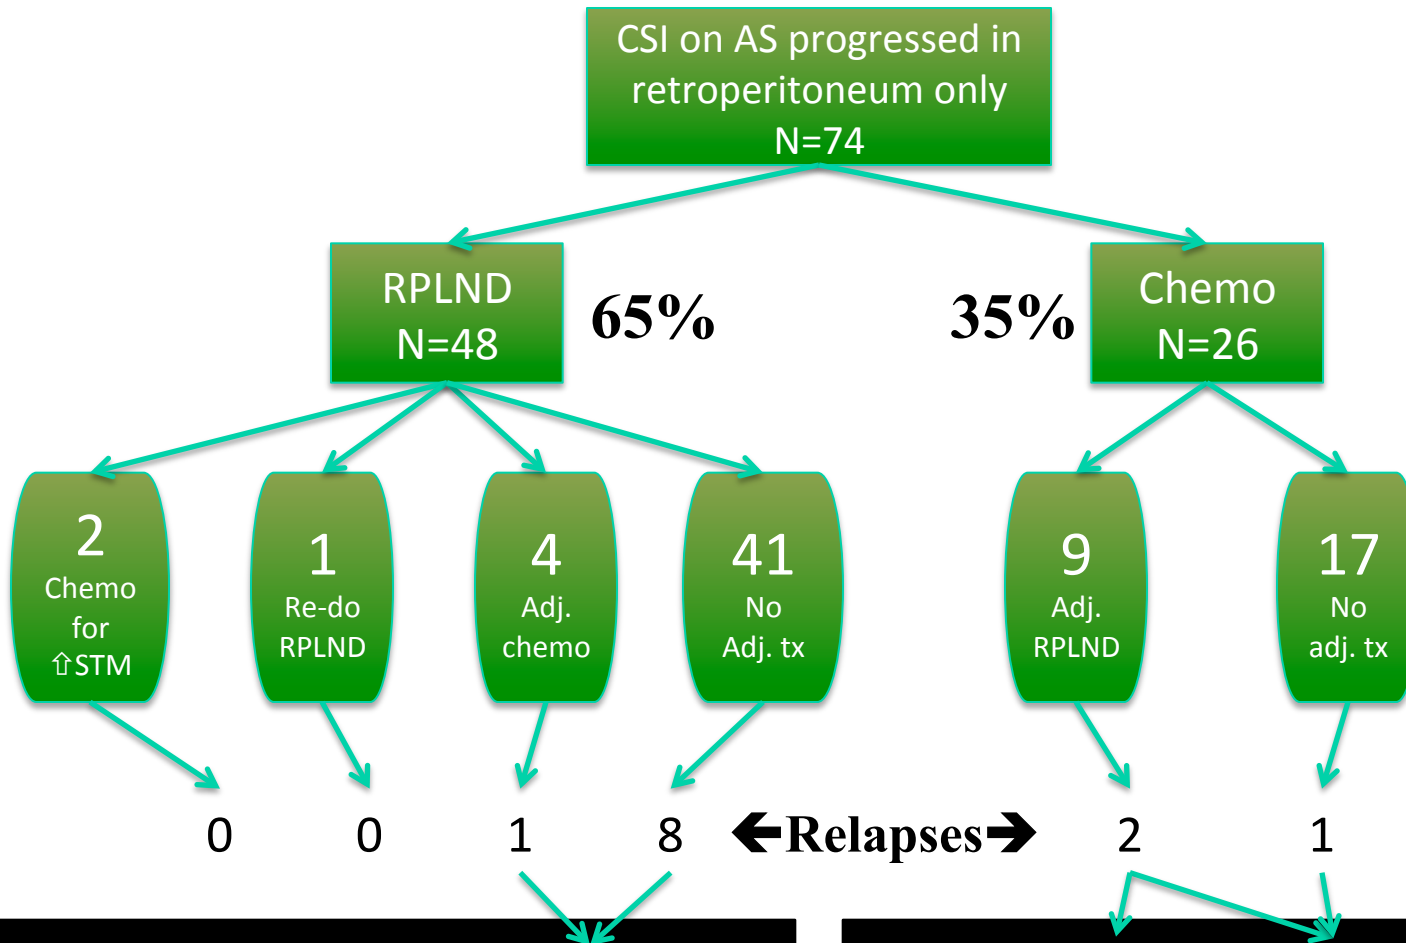 CSI on AS progressed in
retroperitoneum only
N=74
RPLND
N=48
65%
35%
Chemo
N=26
2
Chemo
for
⇧STM
1
Re-do
RPLND
4
Adj.
chemo
41
No
Adj. tx
9
Adj.
RPLND
17
No
adj. tx
0 0 1 8 🡸Relapses🡺 2 1